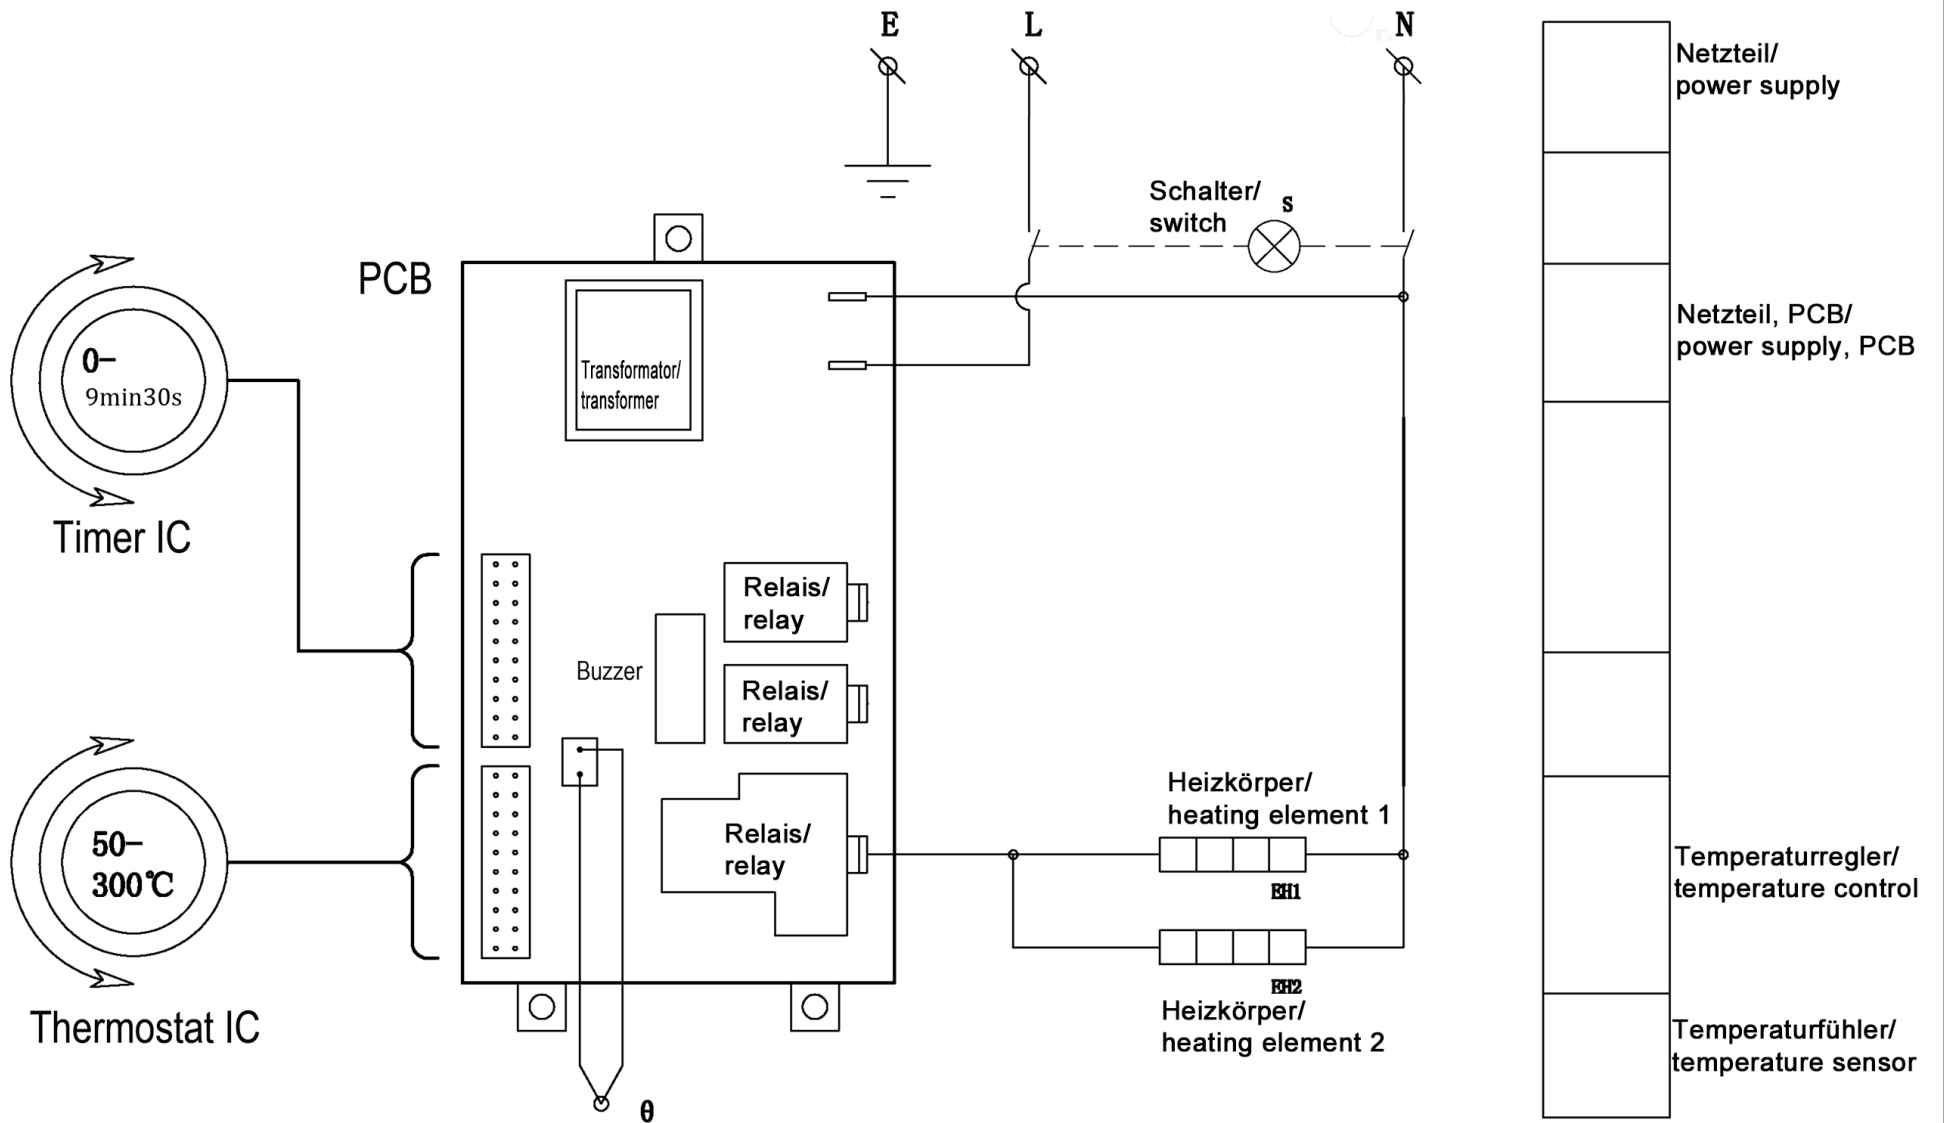 E
L
N
Netzteil/
power supply
Schalter/
switch
S
PCB
Netzteil, PCB/
power supply, PCB
0-
9min30s
Transformator/
transformer
Timer IC
Relais/
relay
Buzzer
Relais/
relay
Heizkörper/
heating element 1
50-
300℃
Relais/
relay
EH1
Temperaturregler/
temperature control
EH2
Heizkörper/
heating element 2
Thermostat IC
Temperaturfühler/
temperature sensor
θ